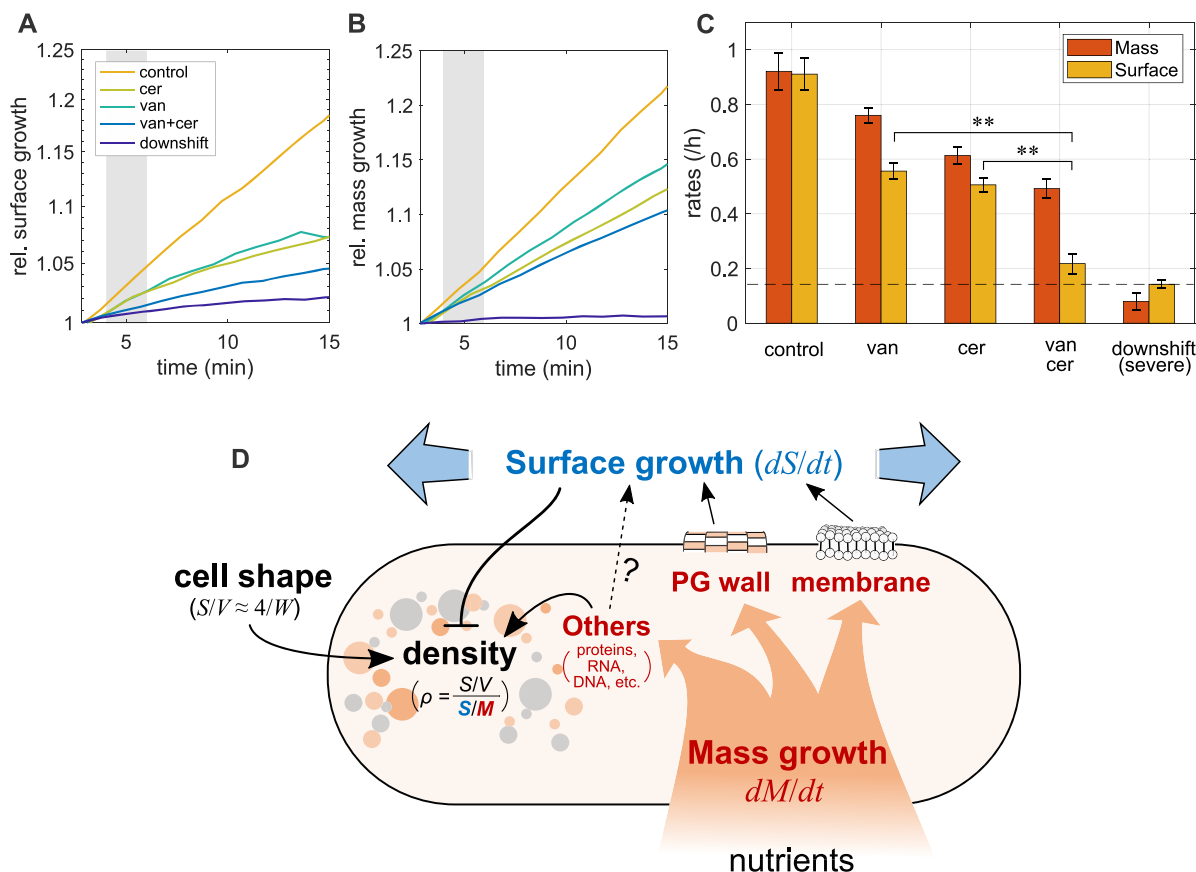 A
rel. surface growth
1.25
1.2
1.15
1.1
1.05
1
5
10
15
time (min)
control
cer
van
van+cer
downshift
B
rel. mass growth
1.25
1.2
1.15
1.1
1.05
1
5
10
15
time (min)
C
rates (/h)
1
0.8
0.6
0.4
0.2
0
Mass
Surface
**
**
control
van
cer
van
cer
downshift
(severe)
D
Surface growth (dS/dt)
cell shape
(S/V ≈ 4/W)
density
(ρ = S/V / S/M)
?
Others
(proteins,
RNA,
DNA, etc.)
PG wall
membrane
Mass growth
dM/dt
nutrients